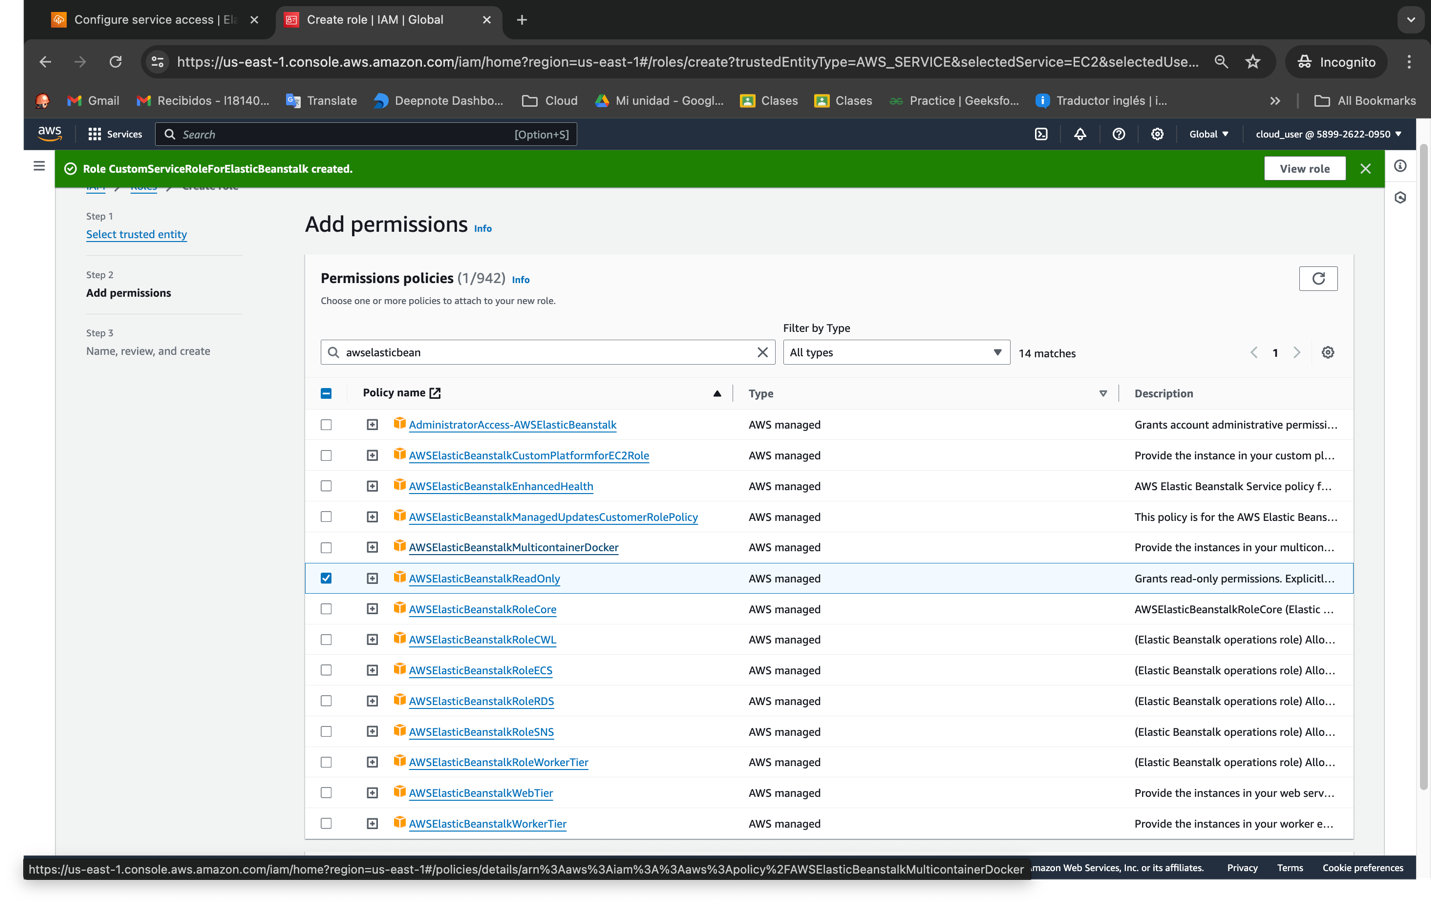 Configure service access | Ela
Create role | IAM | Global
https://us-east-1.console.aws.amazon.com/iam/home?region=us-east-1#/roles/create?trustedEntityType=AWS_SERVICE&selectedService=EC2&selectedUse...
Incognito
Gmail
Recibidos - l18140...
Translate
Deepnote Dashbo...
Cloud
Mi unidad - Googl...
Clases
Clases
Practice | Geeksfo...
Traductor inglés | i...
All Bookmarks
aws
Services
Search
[Option+S]
Global
cloud_user @ 5899-2622-0950
Role CustomServiceRoleForElasticBeanstalk created.
View role
IAM
Roles
Create role
Step 1
Select trusted entity
Step 2
Add permissions
Step 3
Name, review, and create
Add permissions Info
Permissions policies (1/942) Info
Choose one or more policies to attach to your new role.
Filter by Type
awselasticbean
All types
14 matches
1
Policy name
Type
Description
AdministratorAccess-AWSElasticBeanstalk AWS managed Grants account administrative permissi...
AWSElasticBeanstalkCustomPlatformforEC2Role AWS managed Provide the instance in your custom pl...
AWSElasticBeanstalkEnhancedHealth AWS managed AWS Elastic Beanstalk Service policy f...
AWSElasticBeanstalkManagedUpdatesCustomerRolePolicy AWS managed This policy is for the AWS Elastic Beans...
AWSElasticBeanstalkMulticontainerDocker AWS managed Provide the instances in your multicon...
AWSElasticBeanstalkReadOnly AWS managed Grants read-only permissions. Explicitl...
AWSElasticBeanstalkRoleCore AWS managed AWSElasticBeanstalkRoleCore (Elastic ...
AWSElasticBeanstalkRoleCWL AWS managed (Elastic Beanstalk operations role) Allo...
AWSElasticBeanstalkRoleECS AWS managed (Elastic Beanstalk operations role) Allo...
AWSElasticBeanstalkRoleRDS AWS managed (Elastic Beanstalk operations role) Allo...
AWSElasticBeanstalkRoleSNS AWS managed (Elastic Beanstalk operations role) Allo...
AWSElasticBeanstalkRoleWorkerTier AWS managed (Elastic Beanstalk operations role) Allo...
AWSElasticBeanstalkWebTier AWS managed Provide the instances in your web serv...
AWSElasticBeanstalkWorkerTier AWS managed Provide the instances in your worker e...
https://us-east-1.console.aws.amazon.com/iam/home?region=us-east-1#/policies/details/arn%3Aaws%3Aiam%3A%3Aaws%3Apolicy%2FAWSElasticBeanstalkMulticontainerDocker
mazon Web Services, Inc. or its affiliates.
Privacy
Terms
Cookie preferences